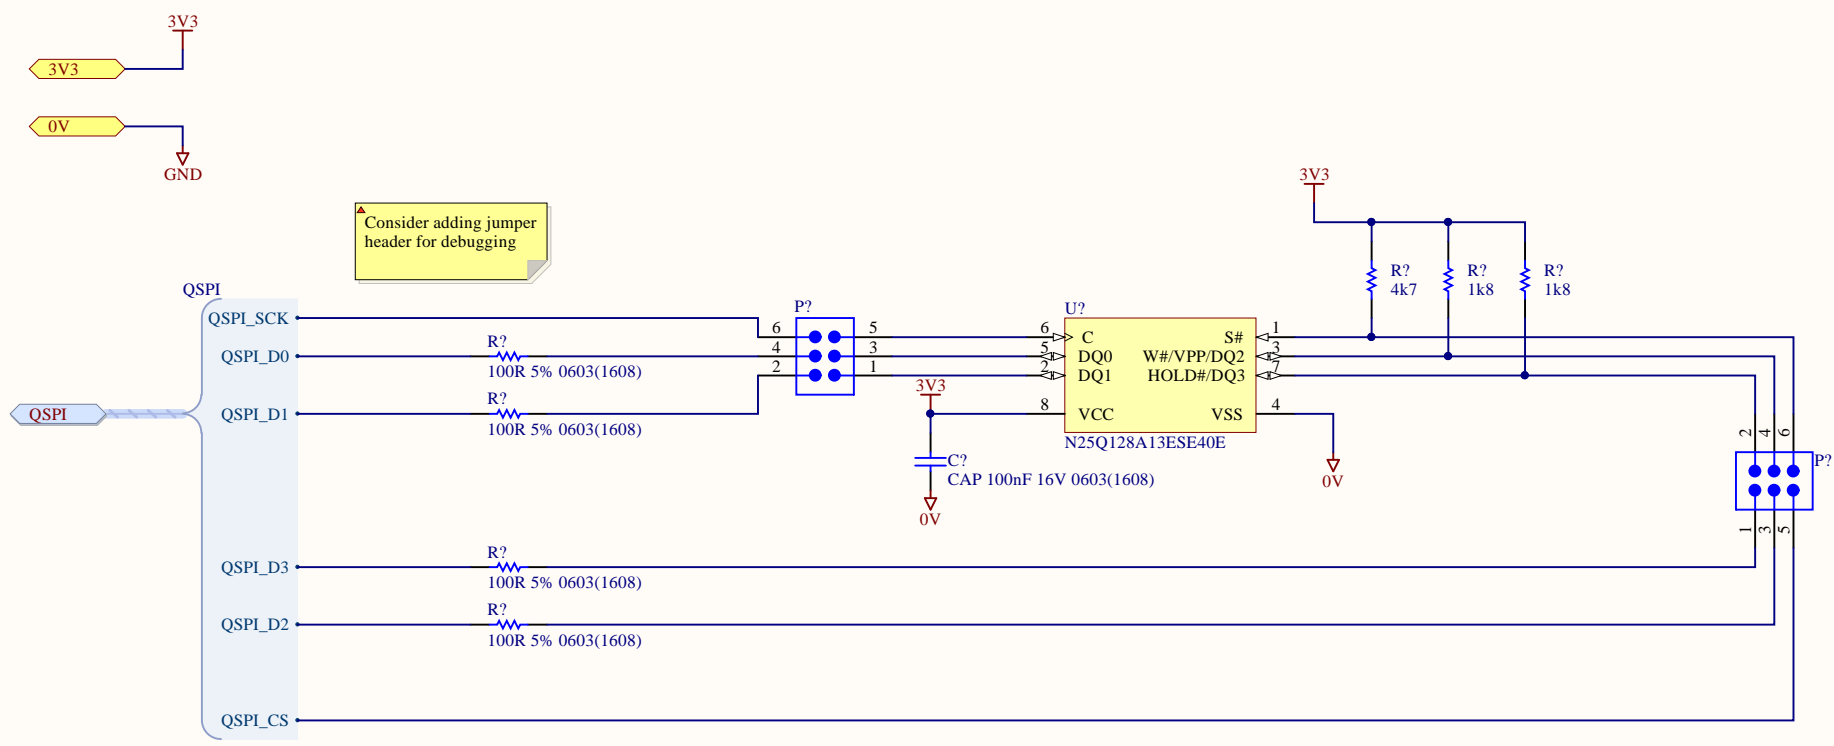 3V3
3V3
0V
GND
Consider adding jumper
header for debugging
QSPI
QSPI
QSPI_SCK
QSPI_D0
QSPI_D1
QSPI_D3
QSPI_D2
QSPI_CS
R?
100R 5% 0603(1608)
R?
100R 5% 0603(1608)
R?
100R 5% 0603(1608)
R?
100R 5% 0603(1608)
P?
6 5
4 3
2 1
3V3
C?
CAP 100nF 16V 0603(1608)
0V
U?
6 C S# 1
5 DQ0 W#/VPP/DQ2 3
2 DQ1 HOLD#/DQ3 7
8 VCC VSS 4
N25Q128A13ESE40E
0V
3V3
R?
4k7
R?
1k8
R?
1k8
2 4 6
P?
1 3 5